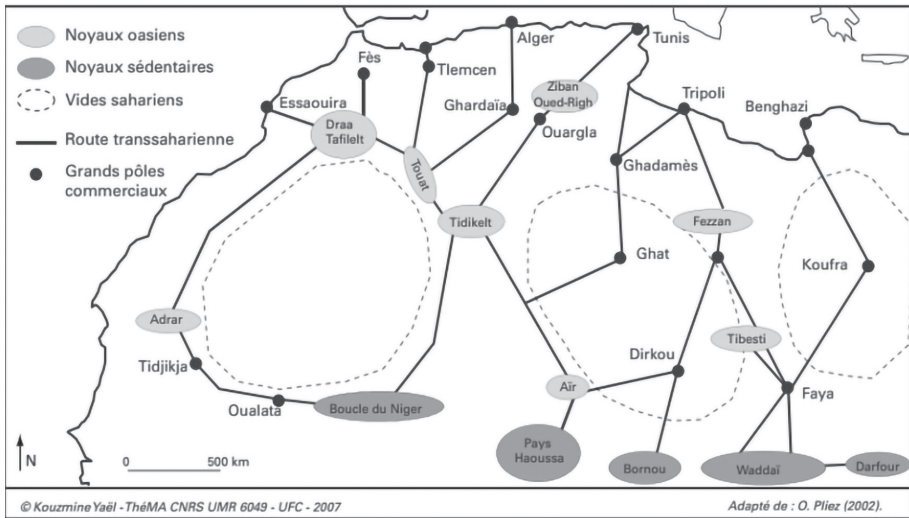 Noyaux oasiens
Noyaux sédentaires
Vides sahariens
Route transsaharienne
Grands pôles
commerciaux
Alger
Tunis
Fès
Tlemcen
Ziban
Oued-Righ
Essaouira
Ghardaïa
Tripoli
Benghazi
Draa
Tafilelt
Ouargla
Touat
Ghadamès
Tidikelt
Fezzan
Ghat
Koufra
Adrar
Tibesti
Tidjikja
Dirkou
Aïr
Faya
Oualata
Boucle du Niger
N
0 500 km
Pays
Haoussa
Bornou
Waddaï
Darfour
© Kouzmine Yaël - ThéMA CNRS UMR 6049 - UFC - 2007
Adapté de : O. Pliez (2002).